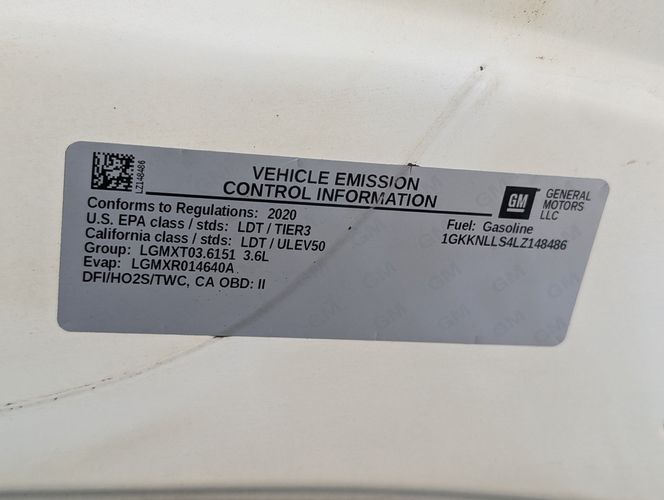 LZ148486
VEHICLE EMISSION
CONTROL INFORMATION
GM
GENERAL
MOTORS
LLC
Conforms to Regulations: 2020
U.S. EPA class / stds: LDT / TIER3
California class / stds: LDT / ULEV50
Group: LGMXT03.6151 3.6L
Evap: LGMXR014640A
DFI/HO2S/TWC, CA OBD: II
Fuel: Gasoline
1GKKNLLS4LZ148486